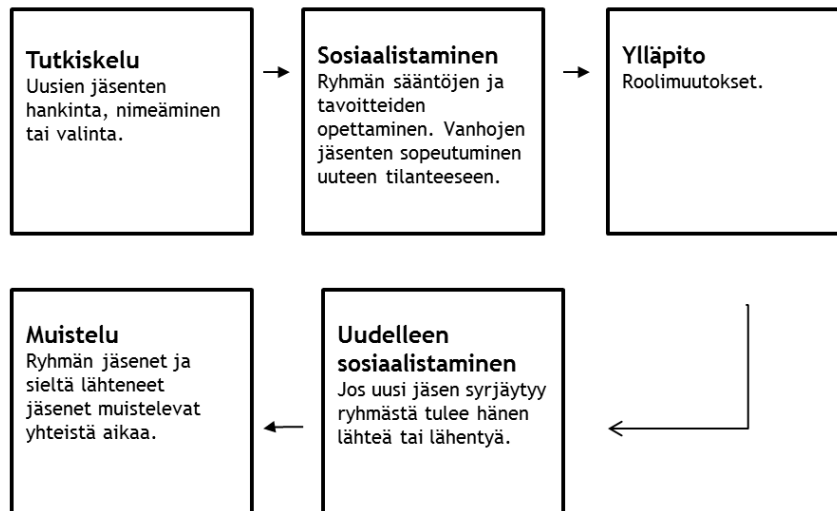 Tutkiskelu
Uusien jäsenten
hankinta, nimeäminen
tai valinta.
Sosiaalistaminen
Ryhmän sääntöjen ja
tavoitteiden
opettaminen. Vanhojen
jäsenten sopeutuminen
uuteen tilanteeseen.
Ylläpito
Roolimuutokset.
Uudelleen
sosiaalistaminen
Jos uusi jäsen syrjäytyy
ryhmästä tulee hänen
lähteä tai lähentyä.
Muistelu
Ryhmän jäsenet ja
sieltä lähteneet
jäsenet muistelevat
yhteistä aikaa.